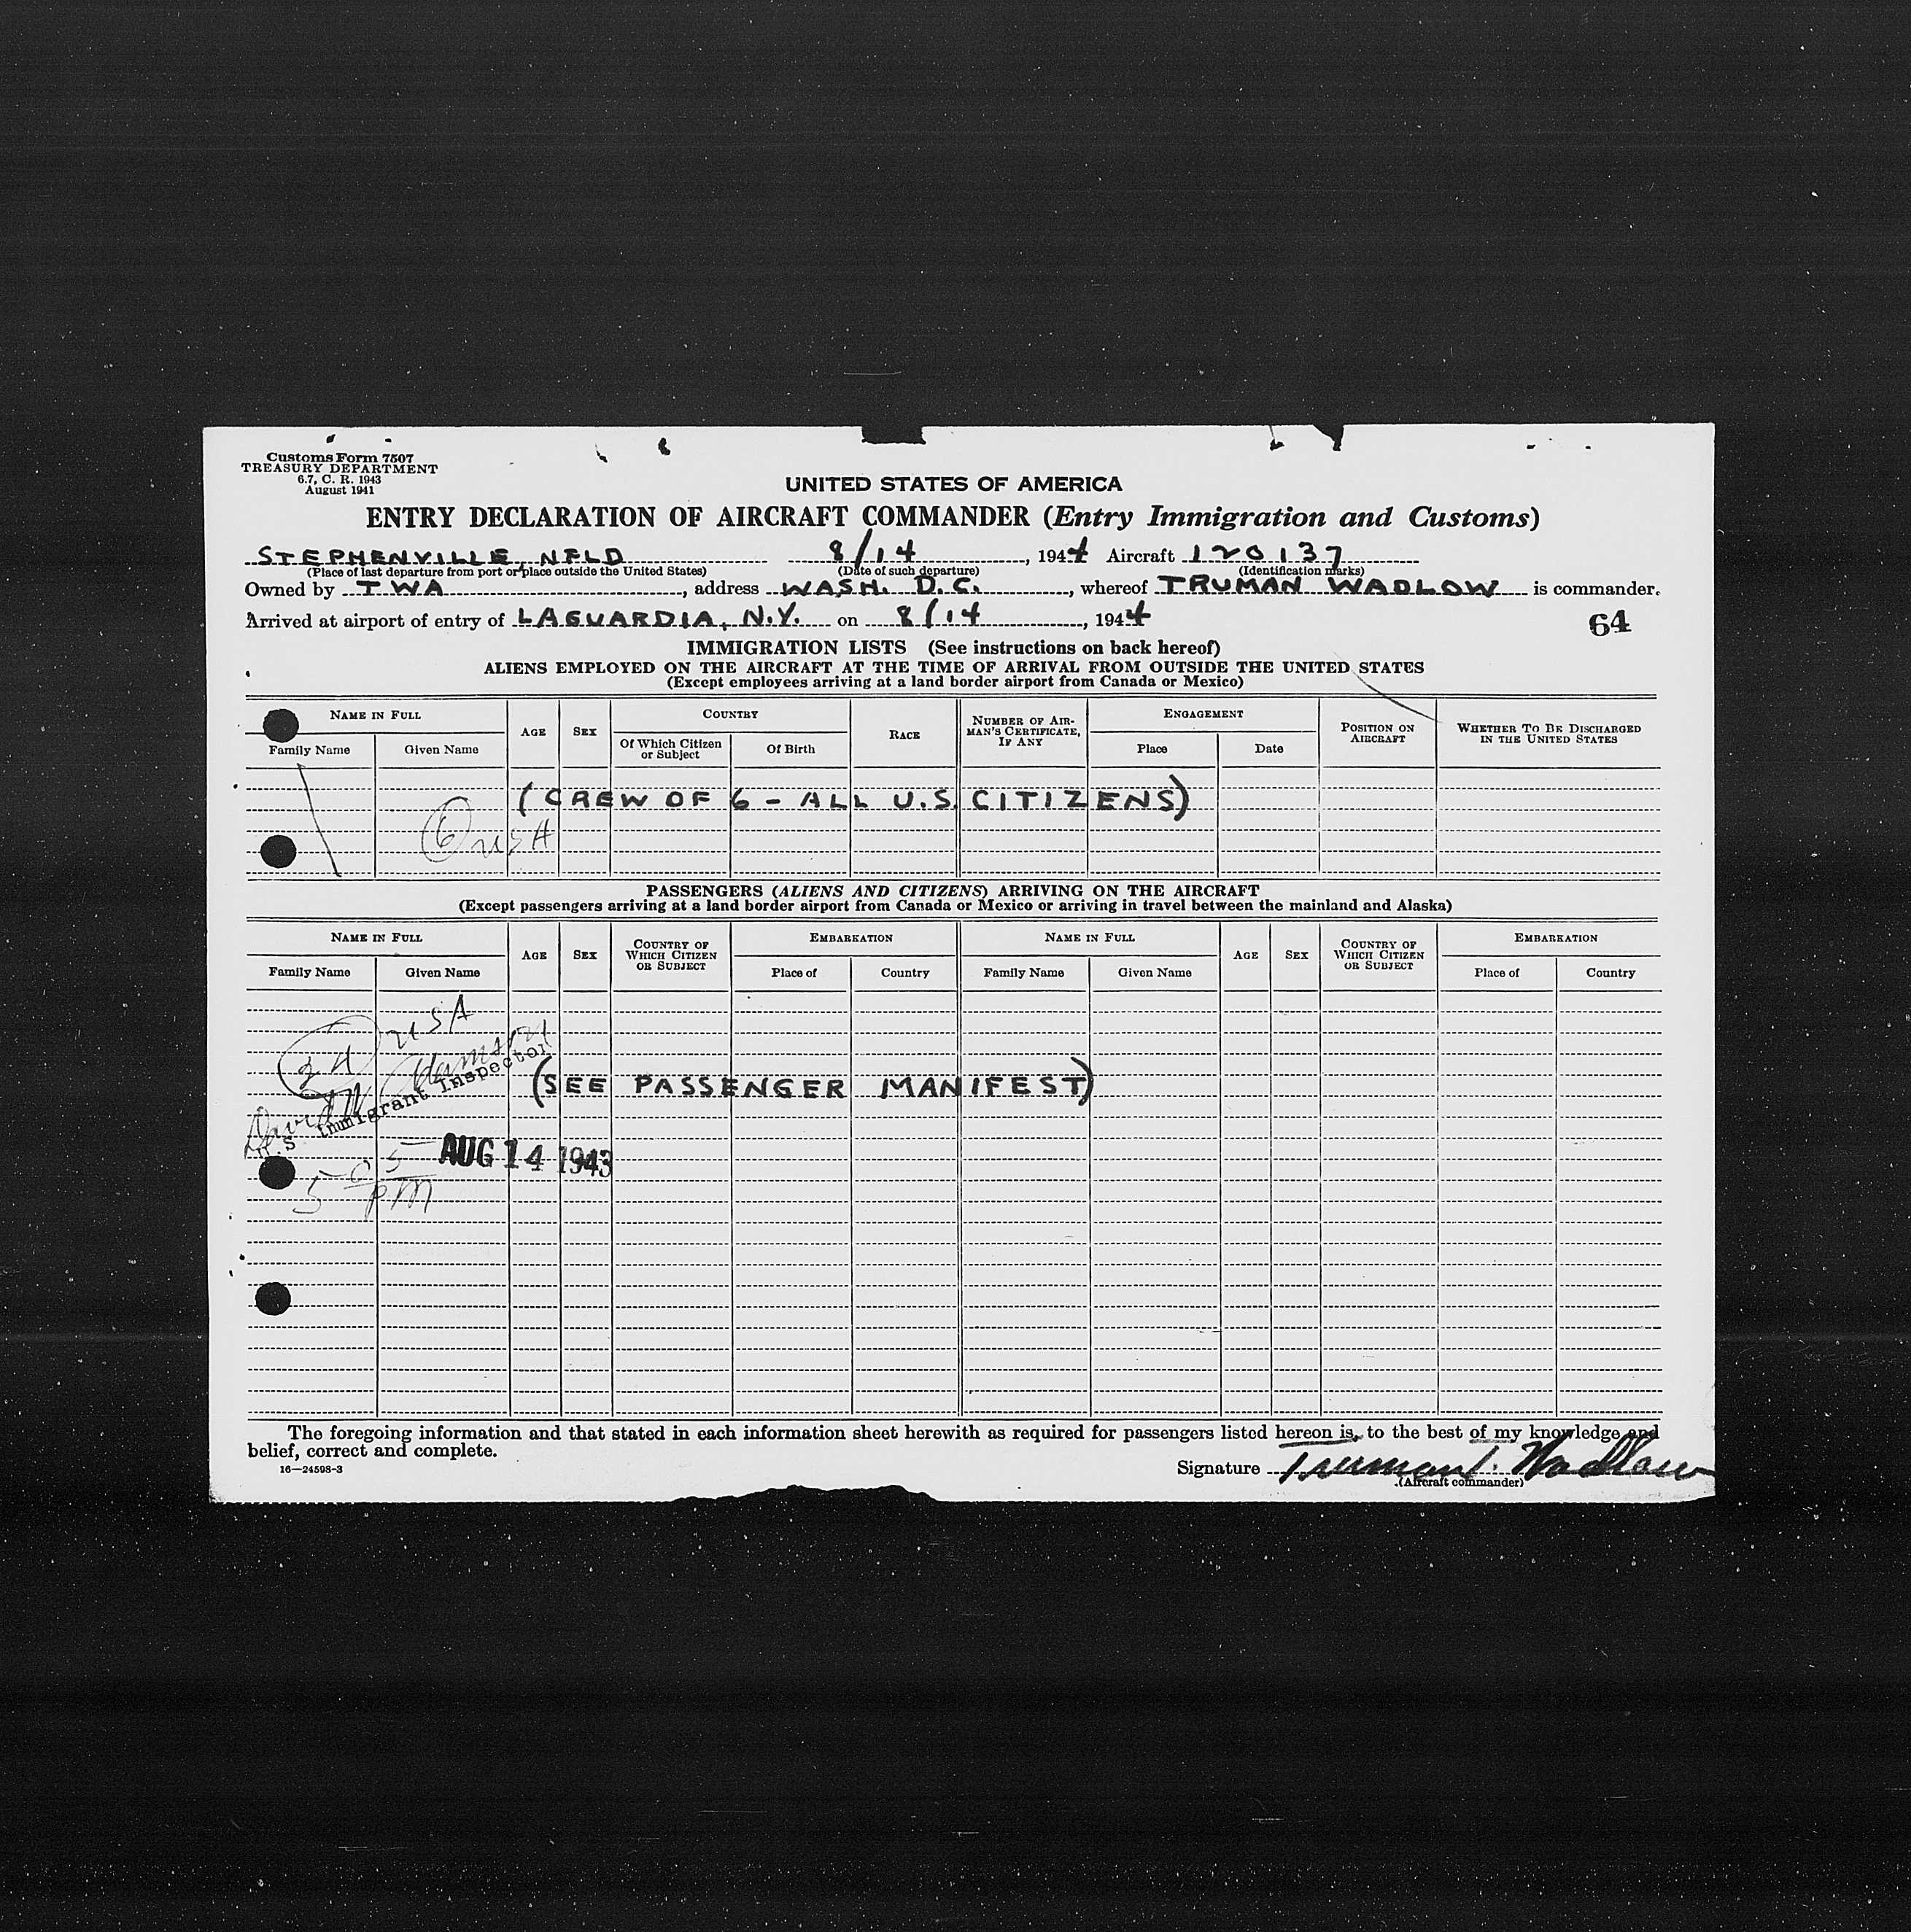 Customs Form 7507
TREASURY DEPARTMENT
6.7, C. R. 1943
August 1941
UNITED STATES OF AMERICA
ENTRY DECLARATION OF AIRCRAFT COMMANDER (Entry Immigration and Customs)
STEPHENVILLE, NFLD 8/14, 1944 Aircraft 120137
(Place of last departure from port or place outside the United States) (Date of such departure) (Identification marks)
Owned by TWA, address WASH. D.C., whereof TRUMAN WADLOW is commander.
Arrived at airport of entry of LAGUARDIA, N.Y. on 8/14, 1944
64
IMMIGRATION LISTS (See instructions on back hereof)
ALIENS EMPLOYED ON THE AIRCRAFT AT THE TIME OF ARRIVAL FROM OUTSIDE THE UNITED STATES
(Except employees arriving at a land border airport from Canada or Mexico)
NAME IN FULL AGE SEX COUNTRY RACE NUMBER OF AIRMAN'S CERTIFICATE, IF ANY ENGAGEMENT POSITION ON AIRCRAFT WHETHER TO BE DISCHARGED IN THE UNITED STATES
Family Name Given Name Of Which Citizen or Subject Of Birth Place Date
(CREW OF 6 - ALL U.S. CITIZENS)
6 USA
PASSENGERS (ALIENS AND CITIZENS) ARRIVING ON THE AIRCRAFT
(Except passengers arriving at a land border airport from Canada or Mexico or arriving in travel between the mainland and Alaska)
NAME IN FULL AGE SEX COUNTRY OF WHICH CITIZEN OR SUBJECT EMBARKATION NAME IN FULL AGE SEX COUNTRY OF WHICH CITIZEN OR SUBJECT EMBARKATION
Family Name Given Name Place of Country Family Name Given Name Place of Country
USA
(SEE PASSENGER MANIFEST)
U.S Immigrant Inspector
AUG 14 1943
5 05 pm
The foregoing information and that stated in each information sheet herewith as required for passengers listed hereon is, to the best of my knowledge and
belief, correct and complete.
16—24598-3
Signature Truman T. Wadlow
(Aircraft commander)